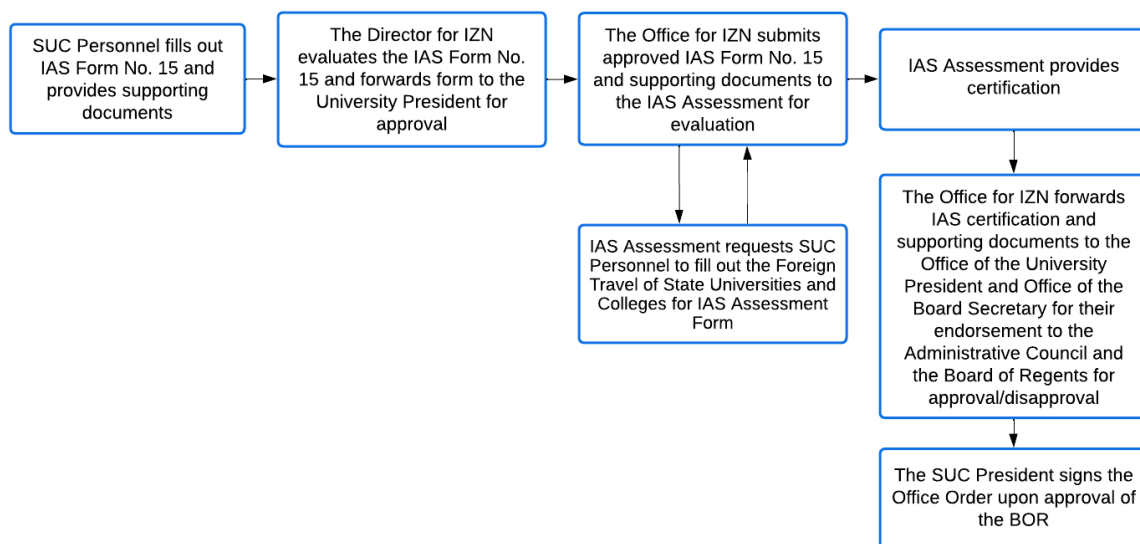 SUC Personnel fills out
IAS Form No. 15 and
provides supporting
documents
The Director for IZN
evaluates the IAS Form No.
15 and forwards form to the
University President for
approval
The Office for IZN submits
approved IAS Form No. 15
and supporting documents to
the IAS Assessment for
evaluation
IAS Assessment provides
certification
IAS Assessment requests SUC
Personnel to fill out the Foreign
Travel of State Universities and
Colleges for IAS Assessment
Form
The Office for IZN forwards
IAS certification and
supporting documents to the
Office of the University
President and Office of the
Board Secretary for their
endorsement to the
Administrative Council and
the Board of Regents for
approval/disapproval
The SUC President signs the
Office Order upon approval of
the BOR